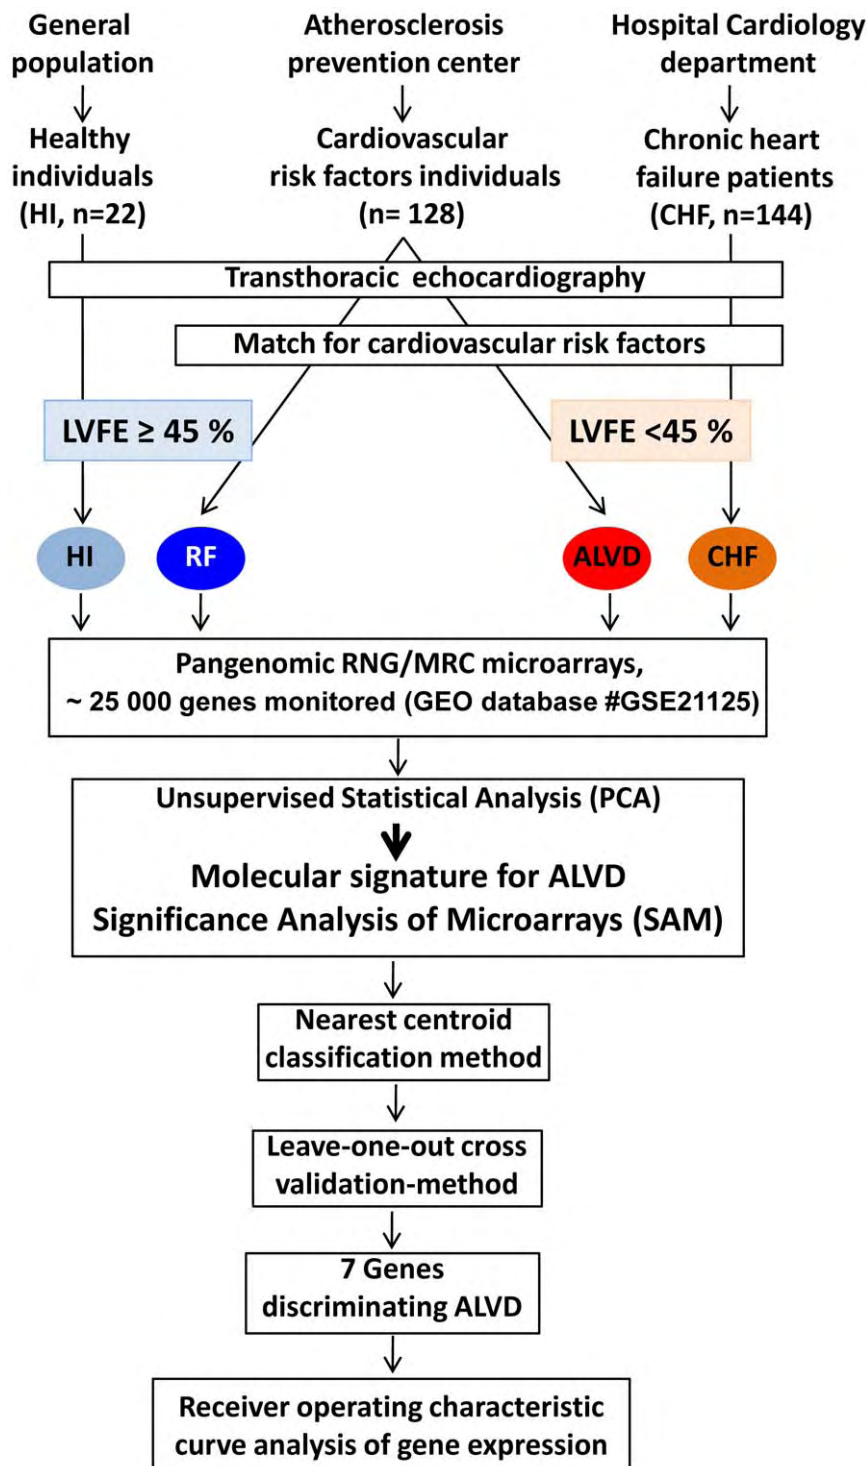 General
population
Atherosclerosis
prevention center
Hospital Cardiology
department
Healthy
individuals
(HI, n=22)
Cardiovascular
risk factors individuals
(n= 128)
Chronic heart
failure patients
(CHF, n=144)
Transthoracic echocardiography
Match for cardiovascular risk factors
LVFE ≥ 45 %
LVFE <45 %
HI
RF
ALVD
CHF
Pangenomic RNG/MRC microarrays,
~ 25 000 genes monitored (GEO database #GSE21125)
Unsupervised Statistical Analysis (PCA)
Molecular signature for ALVD
Significance Analysis of Microarrays (SAM)
Nearest centroid
classification method
Leave-one-out cross
validation-method
7 Genes
discriminating ALVD
Receiver operating characteristic
curve analysis of gene expression